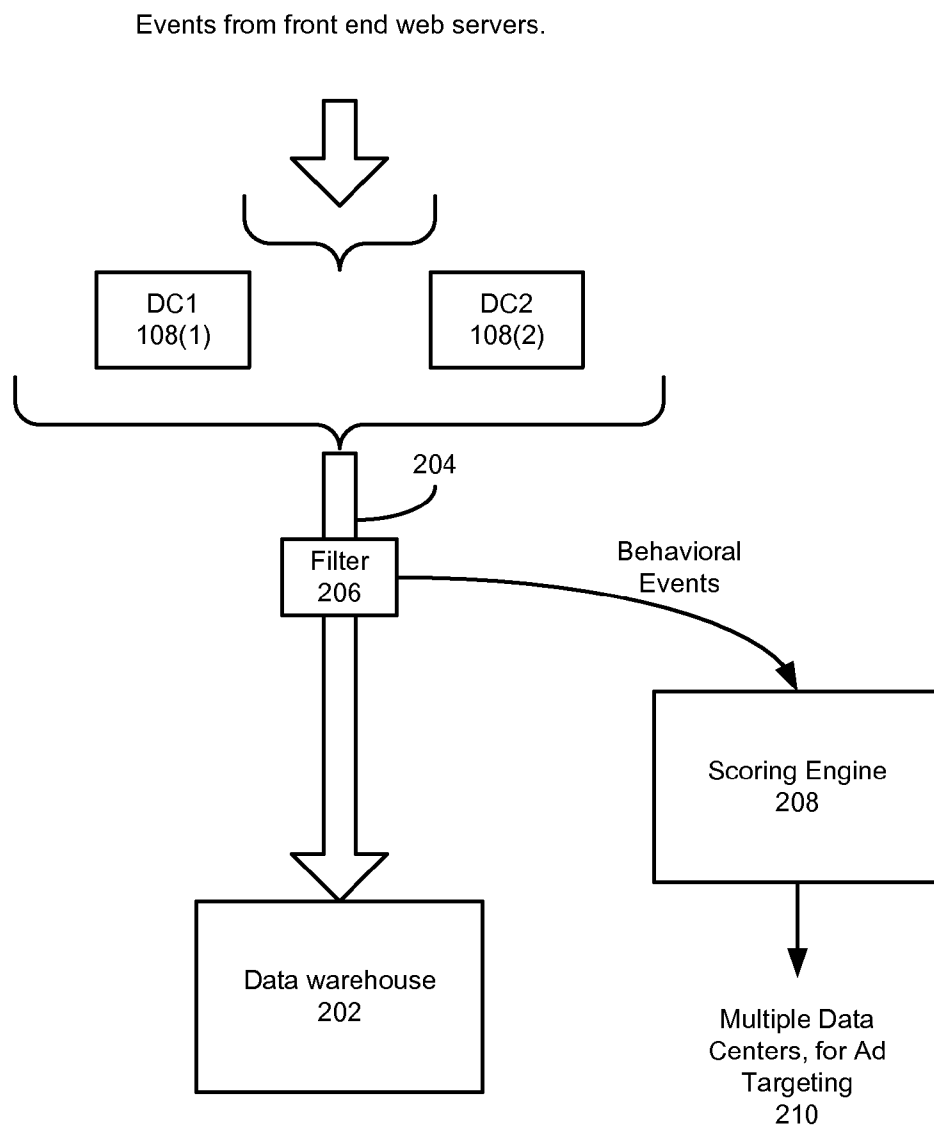 Events from front end web servers.
DC1
108(1)
DC2
108(2)
204
Filter
206
Behavioral
Events
Scoring Engine
208
Data warehouse
202
Multiple Data
Centers, for Ad
Targeting
210